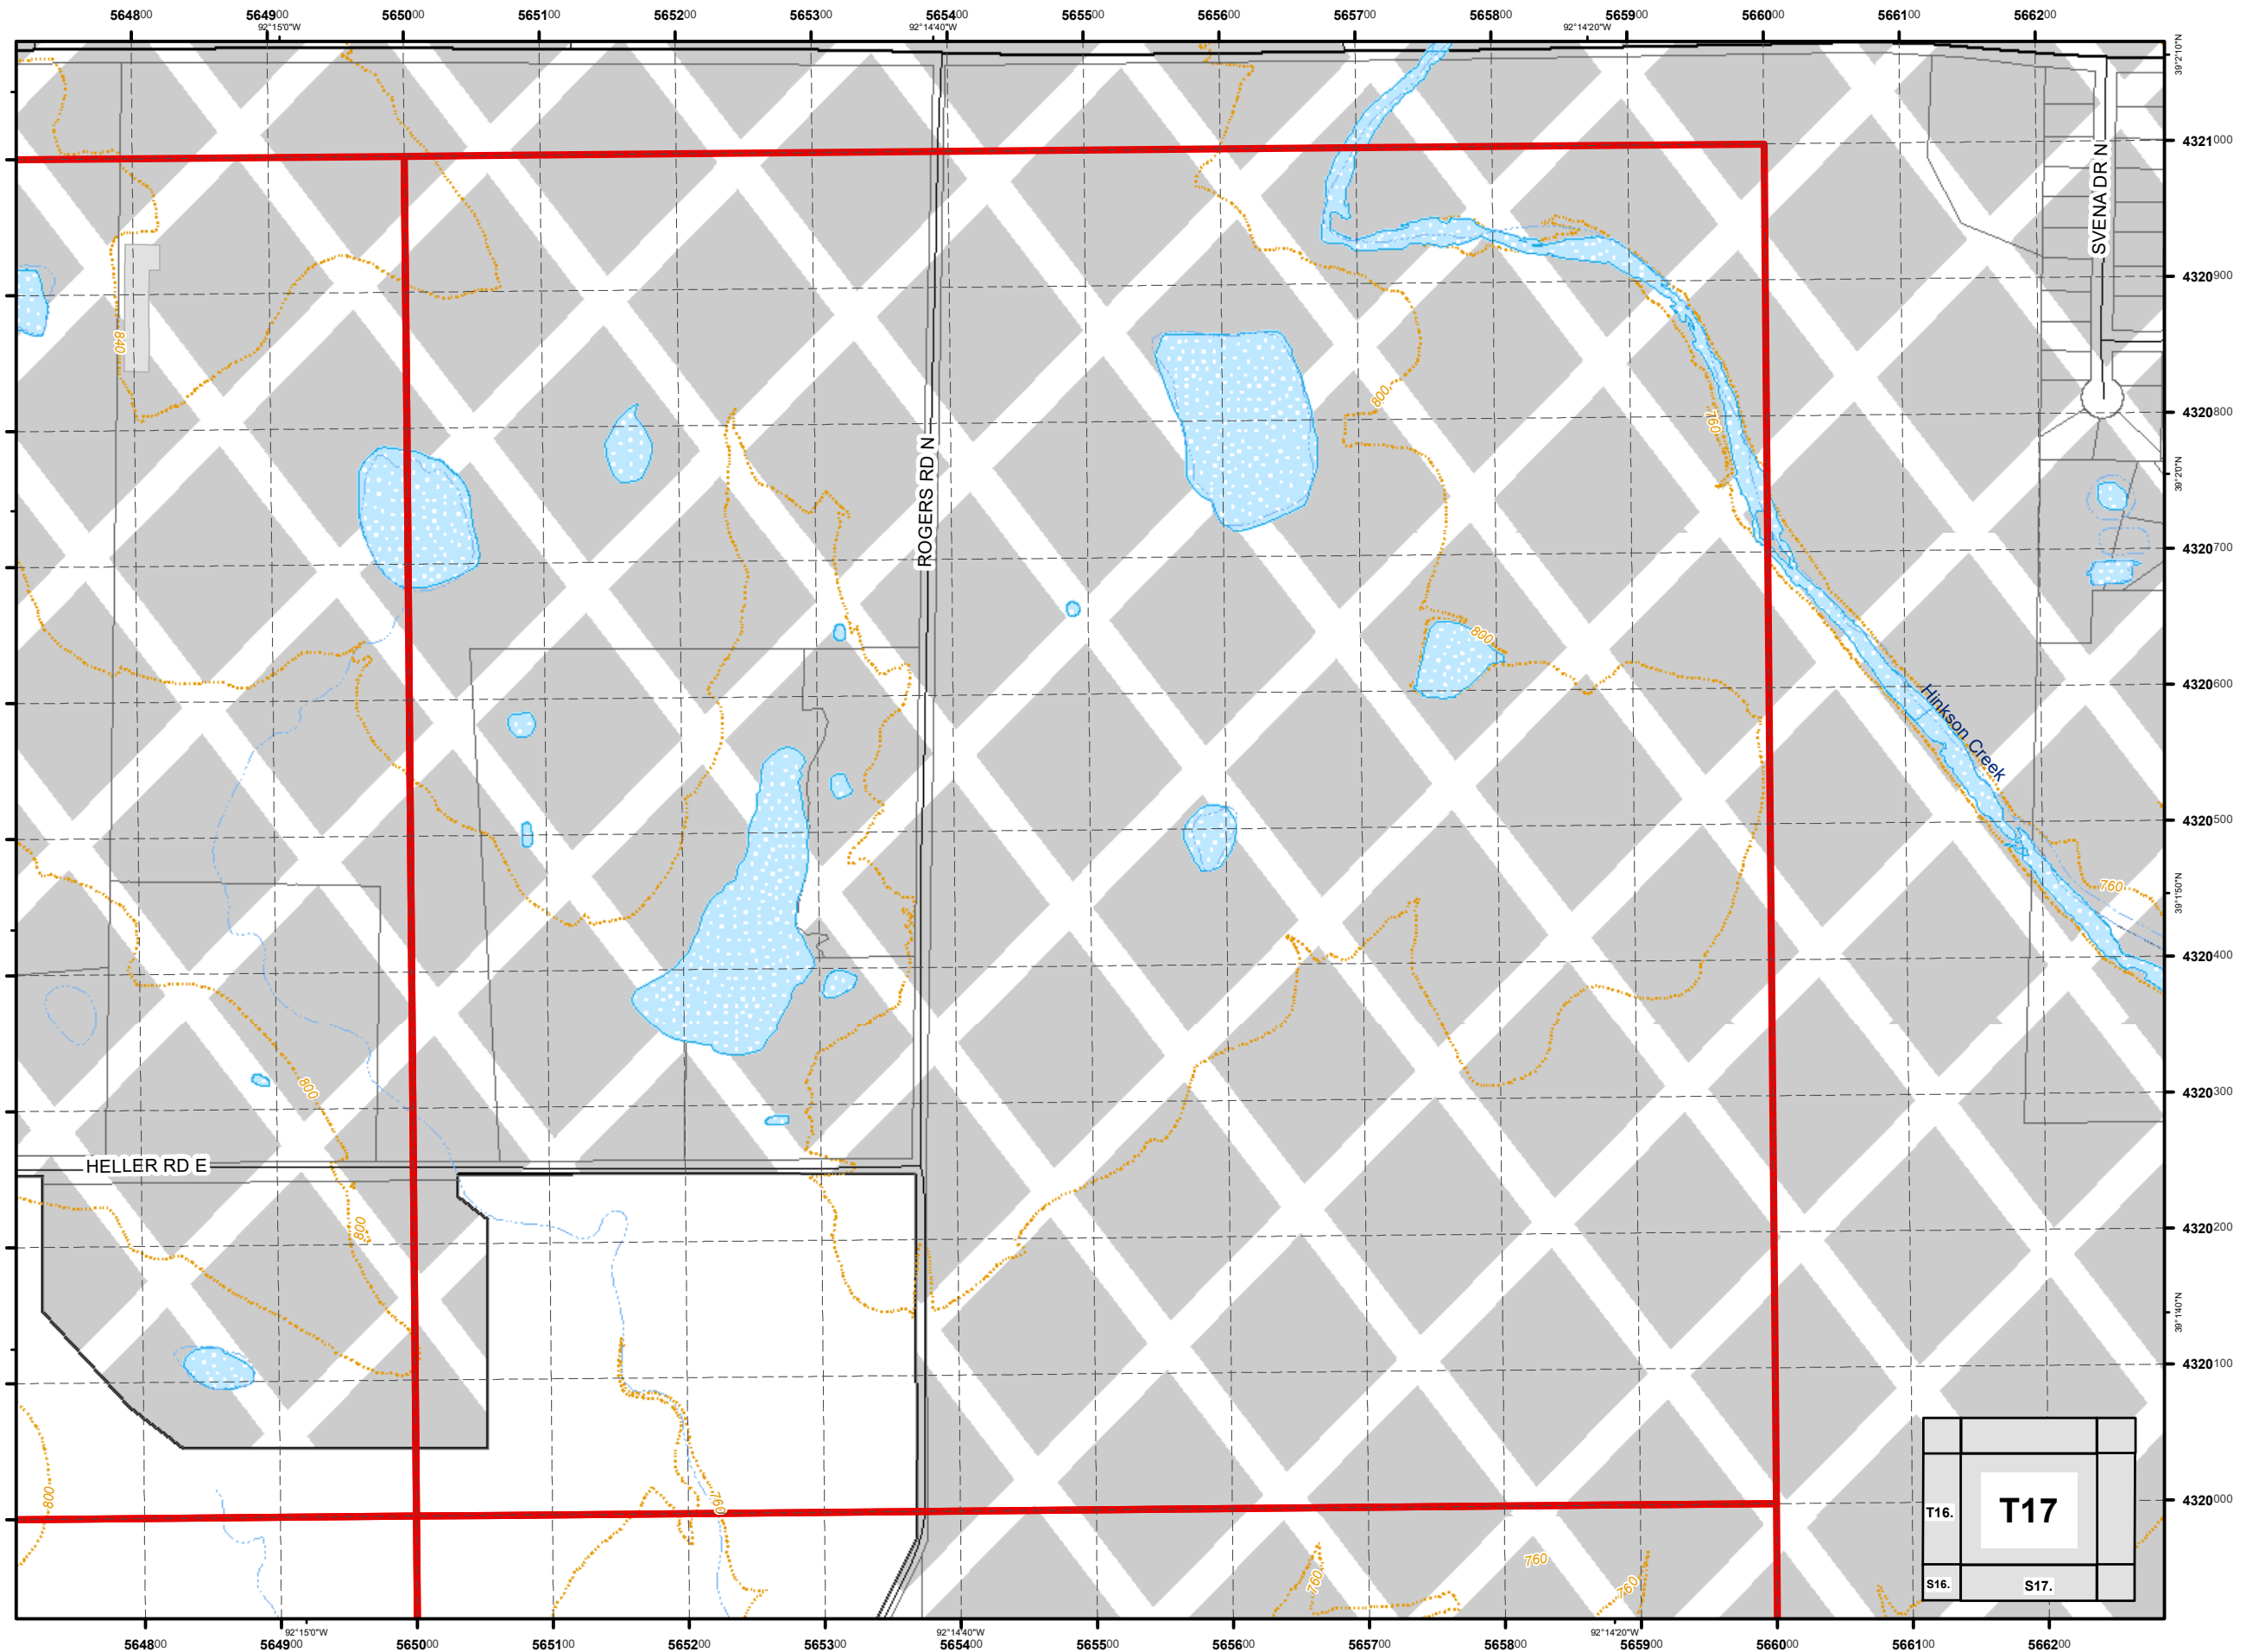 564800 564900 5650000 565100 565200 565300 565400 565500 565600 565700 565800 565900 5660000 566100 566200
92°15'0"W 92°14'40"W 92°14'20"W
39°2'10"N
4321000
SVENA DR N
4320900
840
800
4320800
760
ROGERS RD N
39°2'0"N
4320700
800
4320600
Hinkson Creek
4320500
760
39°1'50"N
4320400
800
4320300
HELLER RD E
800
4320200
39°1'40"N
4320100
800
760
4320000
T16. T17
760
760
760
S16. S17.
564800 564900 5650000 565100 565200 565300 565400 565500 565600 565700 565800 565900 5660000 566100 566200
92°15'0"W 92°14'40"W 92°14'20"W